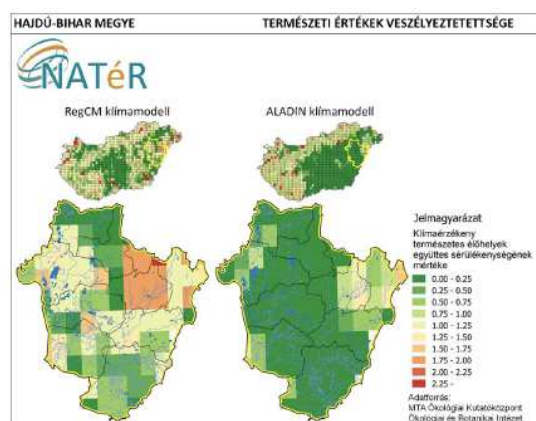 HAJDÚ-BIHAR MEGYE TERMÉSZETI ÉRTÉKEK VESZÉLYEZTETETTSÉGE
NATéR
RegCM klímamodell ALADIN klímamodell
Jelmagyarázat
Klímaérzékeny
természetes élőhelyek
együttes sérülékenységének
mértéke
0.00 - 0.25
0.25 - 0.50
0.50 - 0.75
0.75 - 1.00
1.00 - 1.25
1.25 - 1.50
1.50 - 1.75
1.75 - 2.00
2.00 - 2.25
2.25 -
Adatforrás:
MTA Ökológiai Kutatóközpont
Ökológiai és Botanikai Intézet